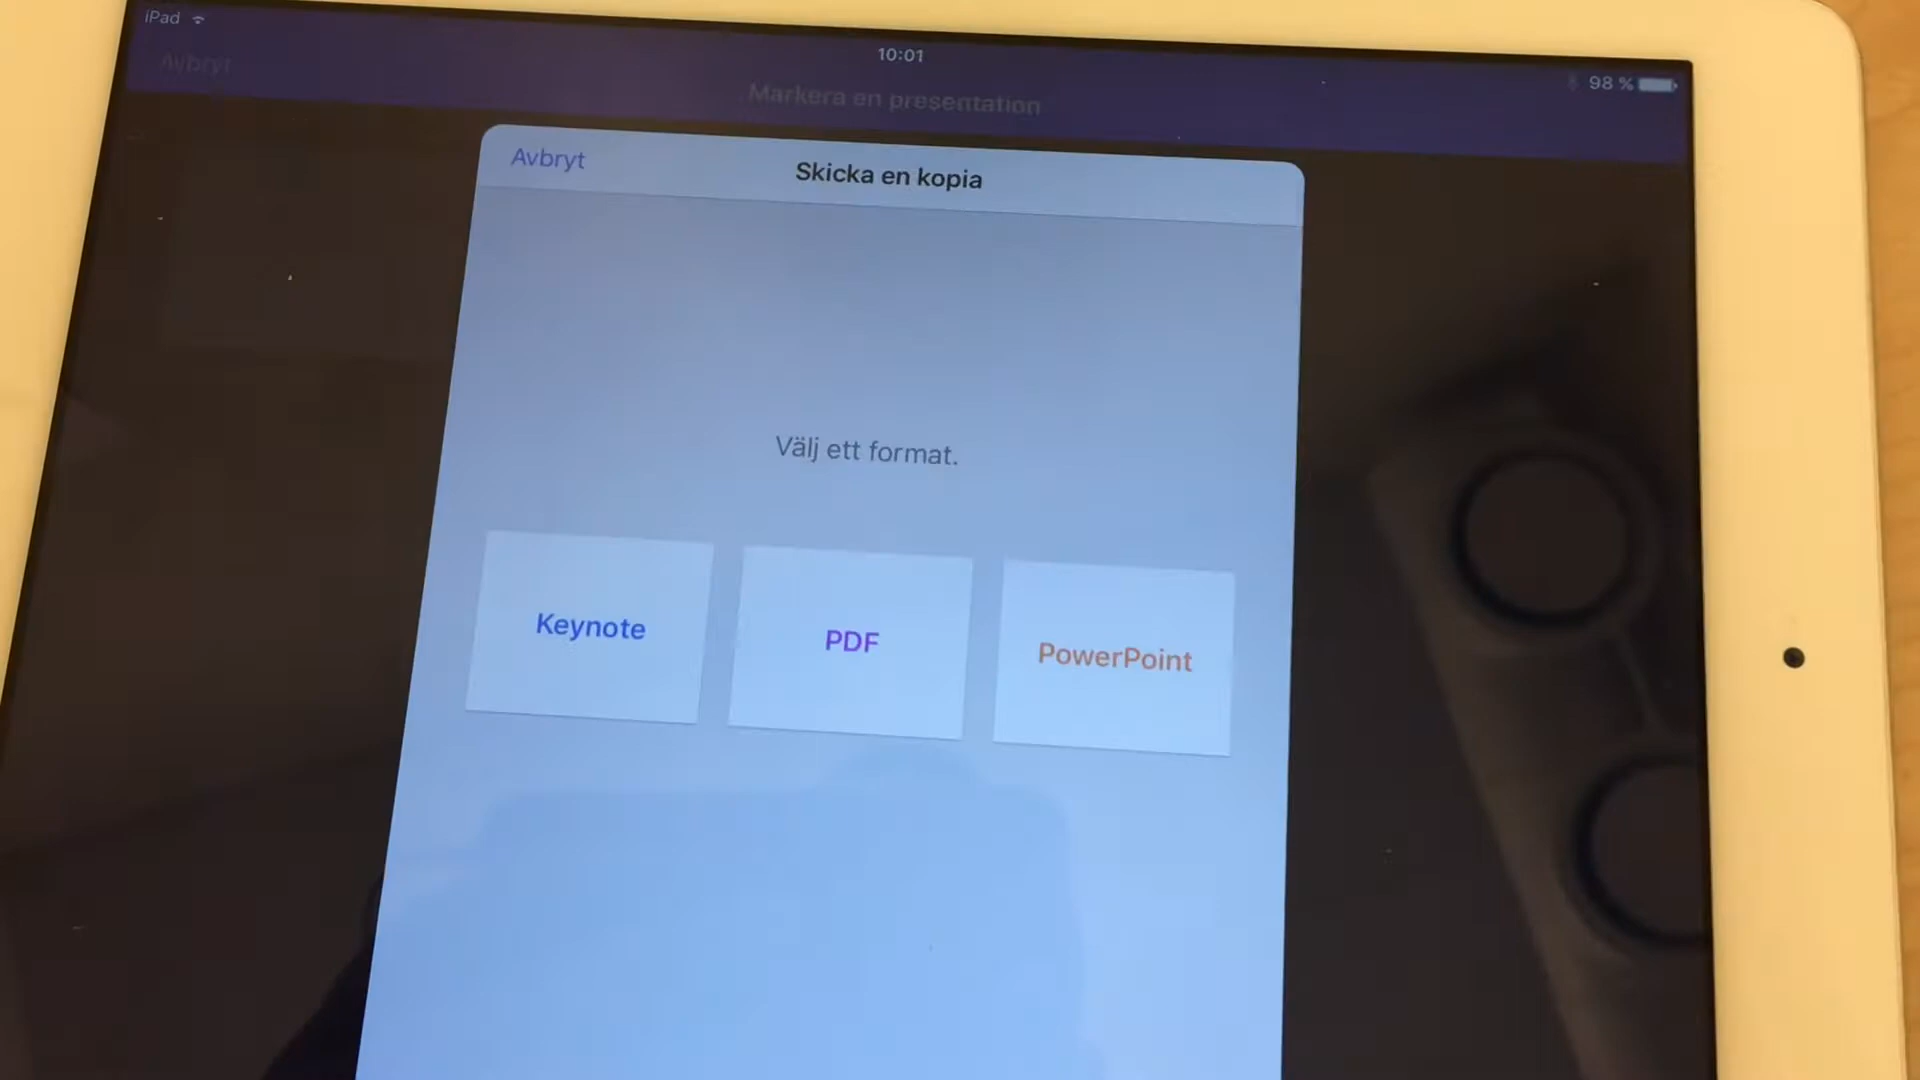 iPad
10:01
98 %
Avbryt
Markera en presentation
Avbryt
Skicka en kopia
Välj ett format.
Keynote
PDF
PowerPoint